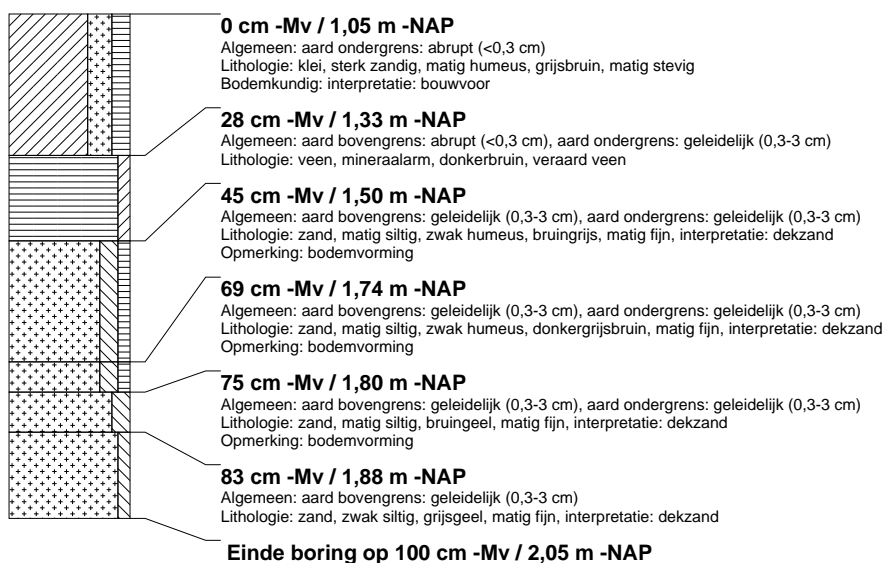 0 cm -Mv / 1,05 m -NAP
Algemeen: aard ondergrens: abrupt (<0,3 cm)
Lithologie: klei, sterk zandig, matig humeus, grijsbruin, matig stevig
Bodemkundig: interpretatie: bouwvoor
28 cm -Mv / 1,33 m -NAP
Algemeen: aard bovengrens: abrupt (<0,3 cm), aard ondergrens: geleidelijk (0,3-3 cm)
Lithologie: veen, mineraalarm, donkerbruin, veraard veen
45 cm -Mv / 1,50 m -NAP
Algemeen: aard bovengrens: geleidelijk (0,3-3 cm), aard ondergrens: geleidelijk (0,3-3 cm)
Lithologie: zand, matig siltig, zwak humeus, bruingrijs, matig fijn, interpretatie: dekzand
Opmerking: bodemvorming
69 cm -Mv / 1,74 m -NAP
Algemeen: aard bovengrens: geleidelijk (0,3-3 cm), aard ondergrens: geleidelijk (0,3-3 cm)
Lithologie: zand, matig siltig, zwak humeus, donkergrijsbruin, matig fijn, interpretatie: dekzand
Opmerking: bodemvorming
75 cm -Mv / 1,80 m -NAP
Algemeen: aard bovengrens: geleidelijk (0,3-3 cm), aard ondergrens: geleidelijk (0,3-3 cm)
Lithologie: zand, matig siltig, bruingeel, matig fijn, interpretatie: dekzand
Opmerking: bodemvorming
83 cm -Mv / 1,88 m -NAP
Algemeen: aard bovengrens: geleidelijk (0,3-3 cm)
Lithologie: zand, zwak siltig, grijsgeel, matig fijn, interpretatie: dekzand
Einde boring op 100 cm -Mv / 2,05 m -NAP